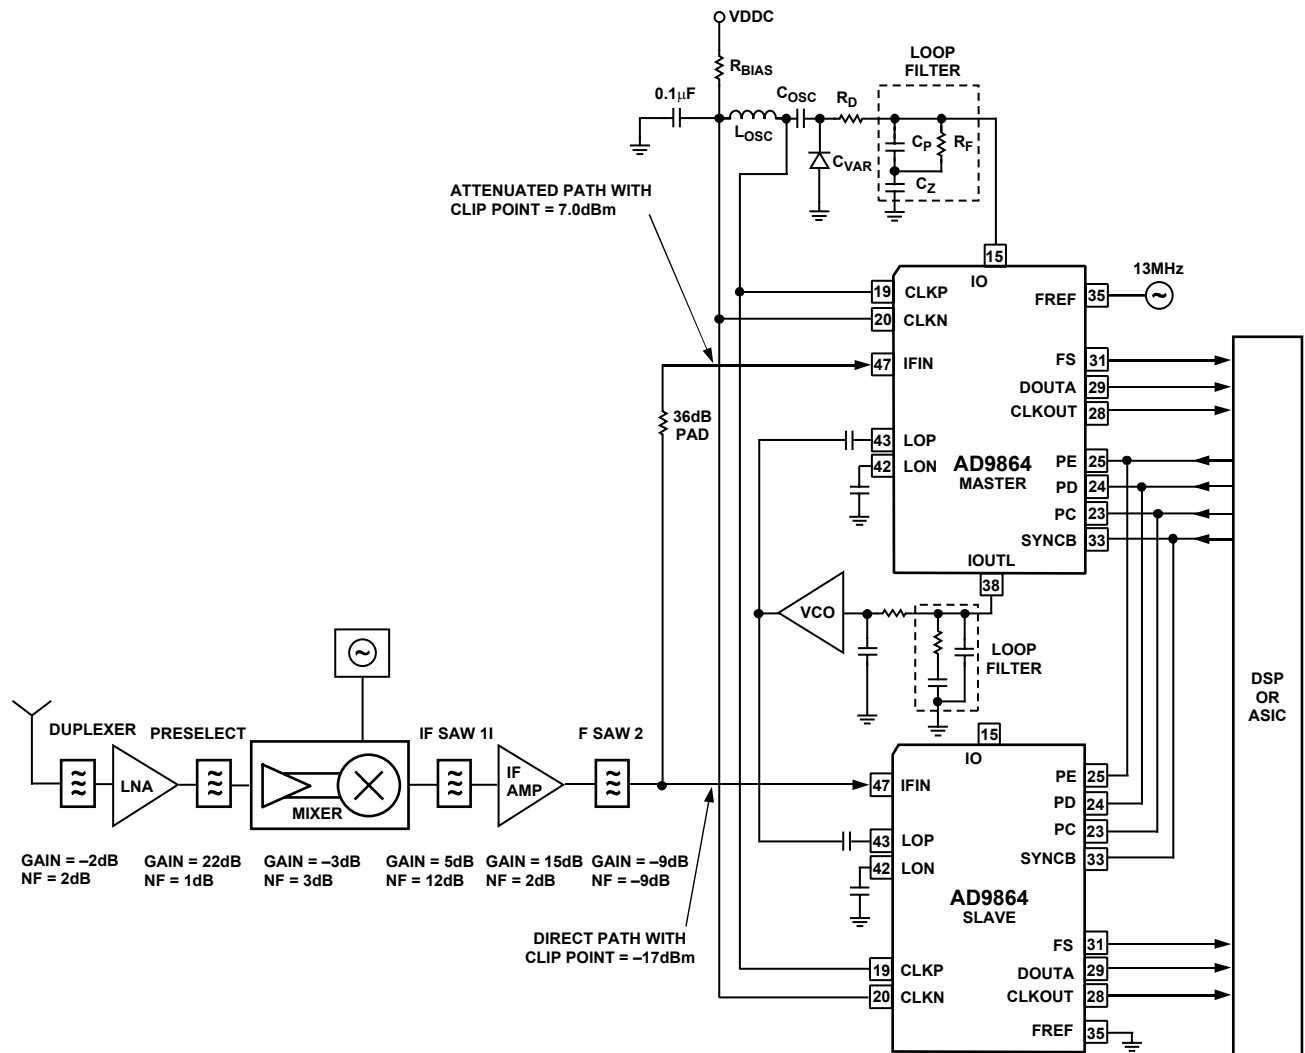 VDDC
RBIAS
LOOP
FILTER
0.1µF
COSC
RD
LOSC
CP
RF
CVAR
CZ
ATTENUATED PATH WITH
CLIP POINT = 7.0dBm
15
IO
13MHz
19 CLKP
FREF 35
20 CLKN
47 IFIN
FS 31
DOUTA 29
CLKOUT 28
36dB
PAD
43 LOP
42 LON
AD9864
MASTER
PE 25
PD 24
PC 23
SYNCB 33
IOUTL
38
VCO
LOOP
FILTER
DSP
OR
ASIC
DUPLEXER
PRESELECT
IF SAW 1I
F SAW 2
LNA
MIXER
IF
AMP
15
IO
47 IFIN
PE 25
PD 24
PC 23
SYNCB 33
43 LOP
42 LON
AD9864
SLAVE
GAIN = –2dB
NF = 2dB
GAIN = 22dB
NF = 1dB
GAIN = –3dB
NF = 3dB
GAIN = 5dB
NF = 12dB
GAIN = 15dB
NF = 2dB
GAIN = –9dB
NF = –9dB
DIRECT PATH WITH
CLIP POINT = –17dBm
FS 31
19 CLKP
DOUTA 29
20 CLKN
CLKOUT 28
FREF 35